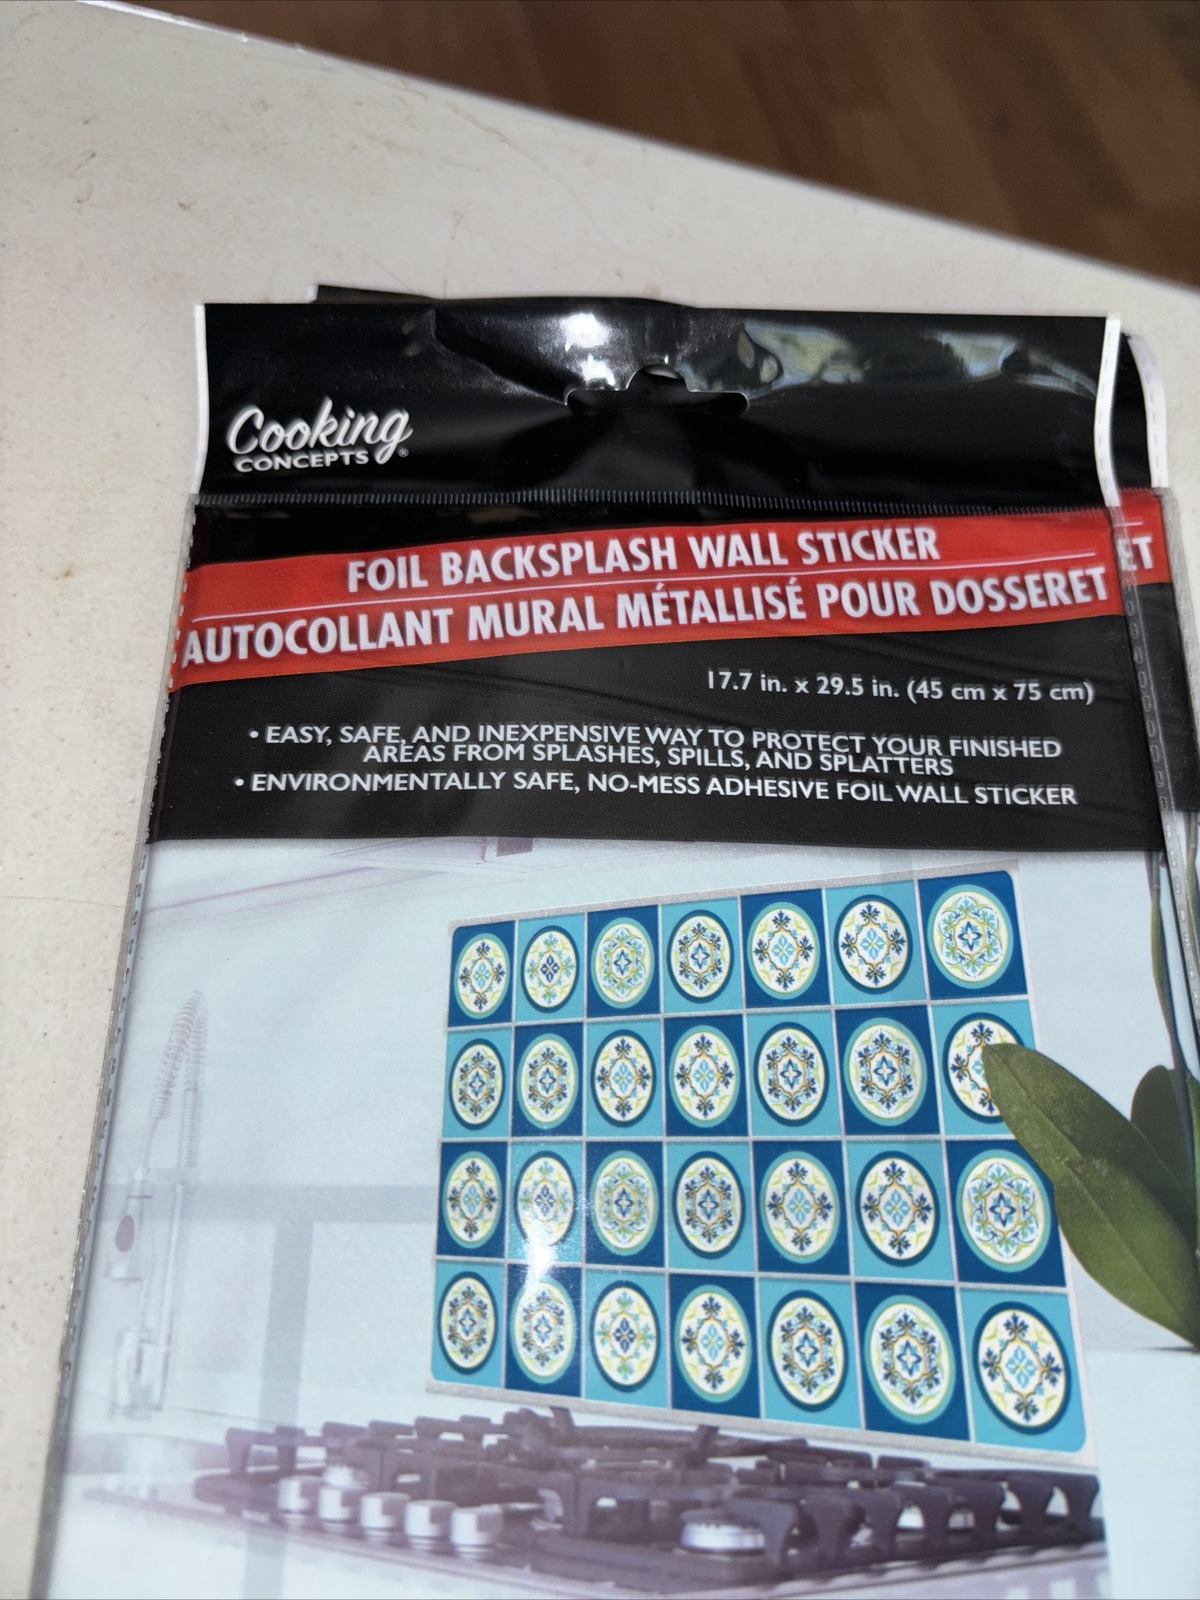 Cooking
CONCEPTS®
FOIL BACKSPLASH WALL STICKER
AUTOCOLLANT MURAL MÉTALLISÉ POUR DOSSERET
ET
17.7 in. x 29.5 in. (45 cm x 75 cm)
• EASY, SAFE, AND INEXPENSIVE WAY TO PROTECT YOUR FINISHED
AREAS FROM SPLASHES, SPILLS, AND SPLATTERS
• ENVIRONMENTALLY SAFE, NO-MESS ADHESIVE FOIL WALL STICKER